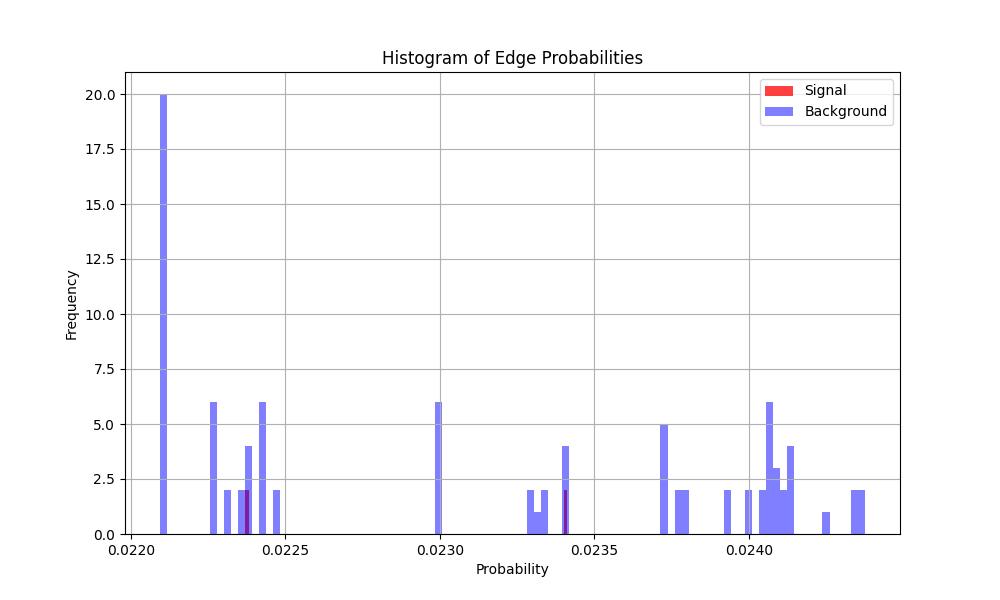 Histogram of Edge Probabilities
Signal
Background
20.0
17.5
15.0
12.5
10.0
7.5
5.0
2.5
0.0
Frequency
0.0220 0.0225 0.0230 0.0235 0.0240
Probability